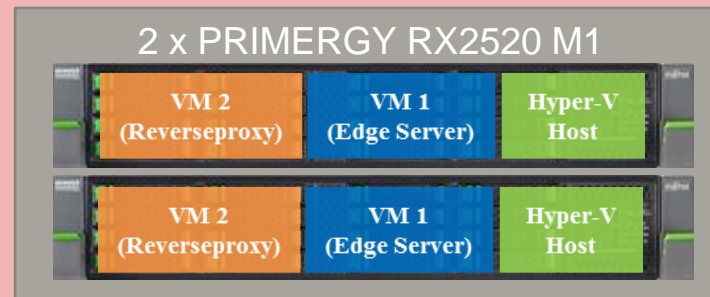 2 x PRIMERGY RX2520 M1
VM 2 VM 1 Hyper-V
(Reverseproxy) (Edge Server) Host
VM 2 VM 1 Hyper-V
(Reverseproxy) (Edge Server) Host